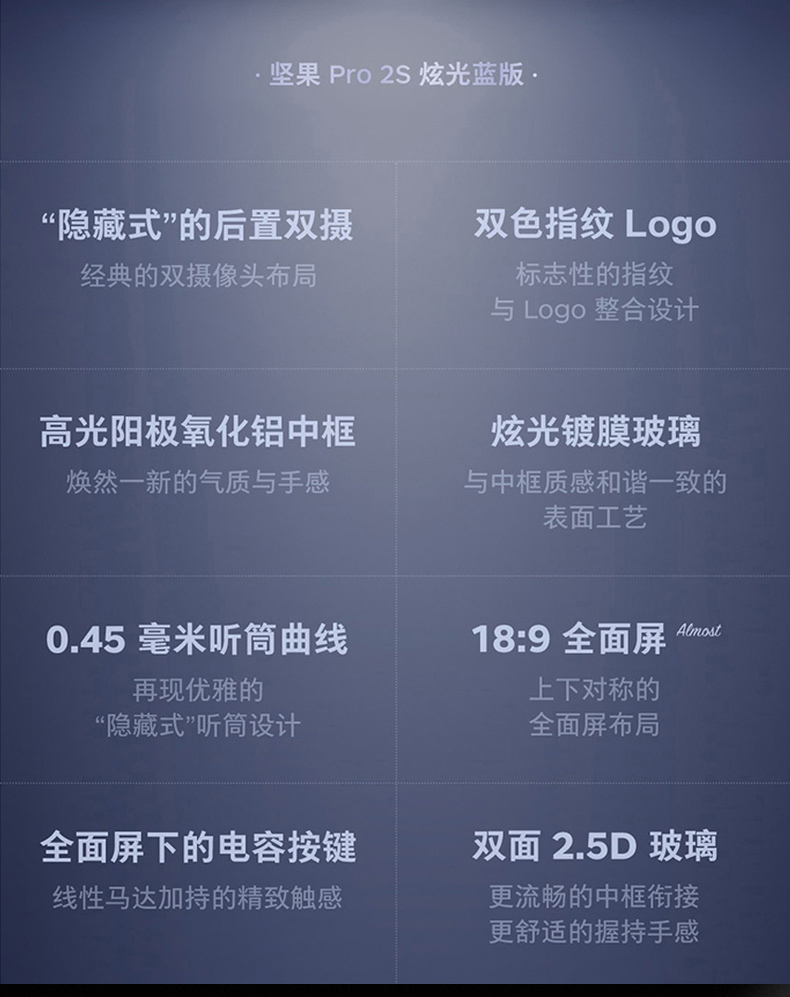 · 坚果 Pro 2S 炫光蓝版 ·
“隐藏式”的后置双摄
经典的双摄像头布局
双色指纹 Logo
标志性的指纹
与 Logo 整合设计
高光阳极氧化铝中框
焕然一新的气质与手感
炫光镀膜玻璃
与中框质感和谐一致的
表面工艺
0.45 毫米听筒曲线
再现优雅的
“隐藏式”听筒设计
18:9 全面屏 Almost
上下对称的
全面屏布局
全面屏下的电容按键
线性马达加持的精致触感
双面 2.5D 玻璃
更流畅的中框衔接
更舒适的握持手感